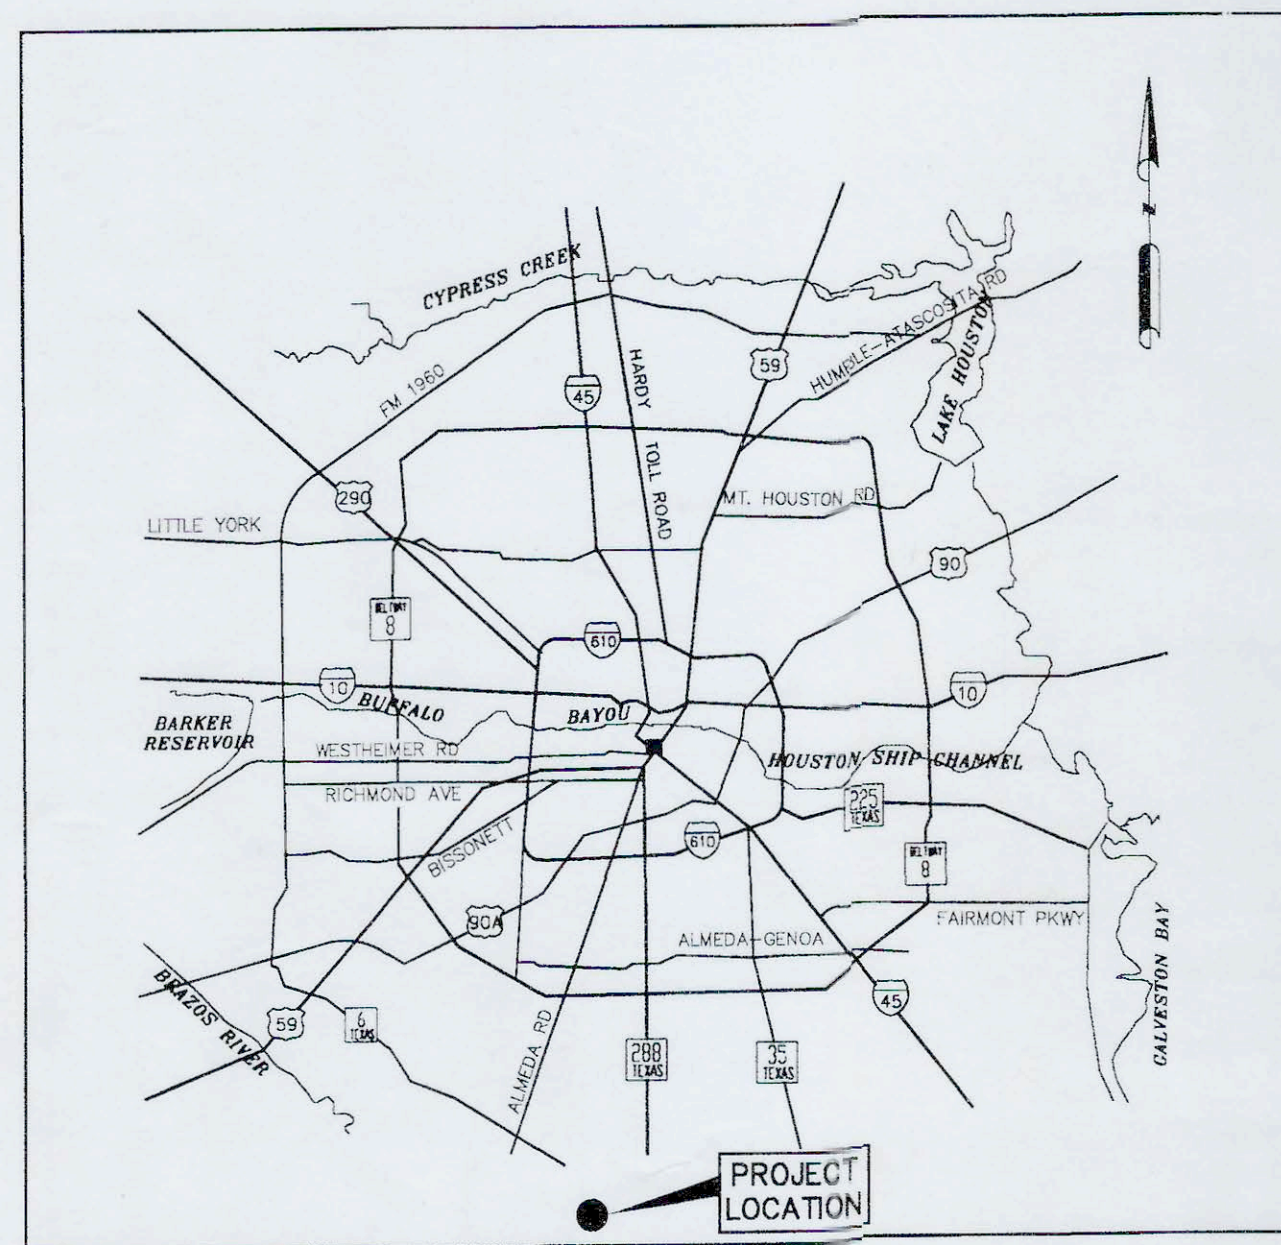 N
CYPRESS CREEK
HUMPLE-ATASCOSITA RD
LAKE HOUSTON
59
HARDY
TOLL ROAD
45
FM 1960
290
MT. HOUSTON RD
LITTLE YORK
90
BELTWAY
8
610
10
10
BUFFALO
BAYOU
BARKER
RESERVOIR
WESTHEIMER RD
HOUSTON SHIP CHANNEL
RICHMOND AVE
225
TEXAS
BISSONETT
610
BELTWAY
8
90A
FAIRMONT PKWY
ALMEDA-GENOA
GALVESTON BAY
BRAZOS RIVER
45
59
6
TEXAS
ALMEDA RD
288
TEXAS
35
TEXAS
PROJECT
LOCATION